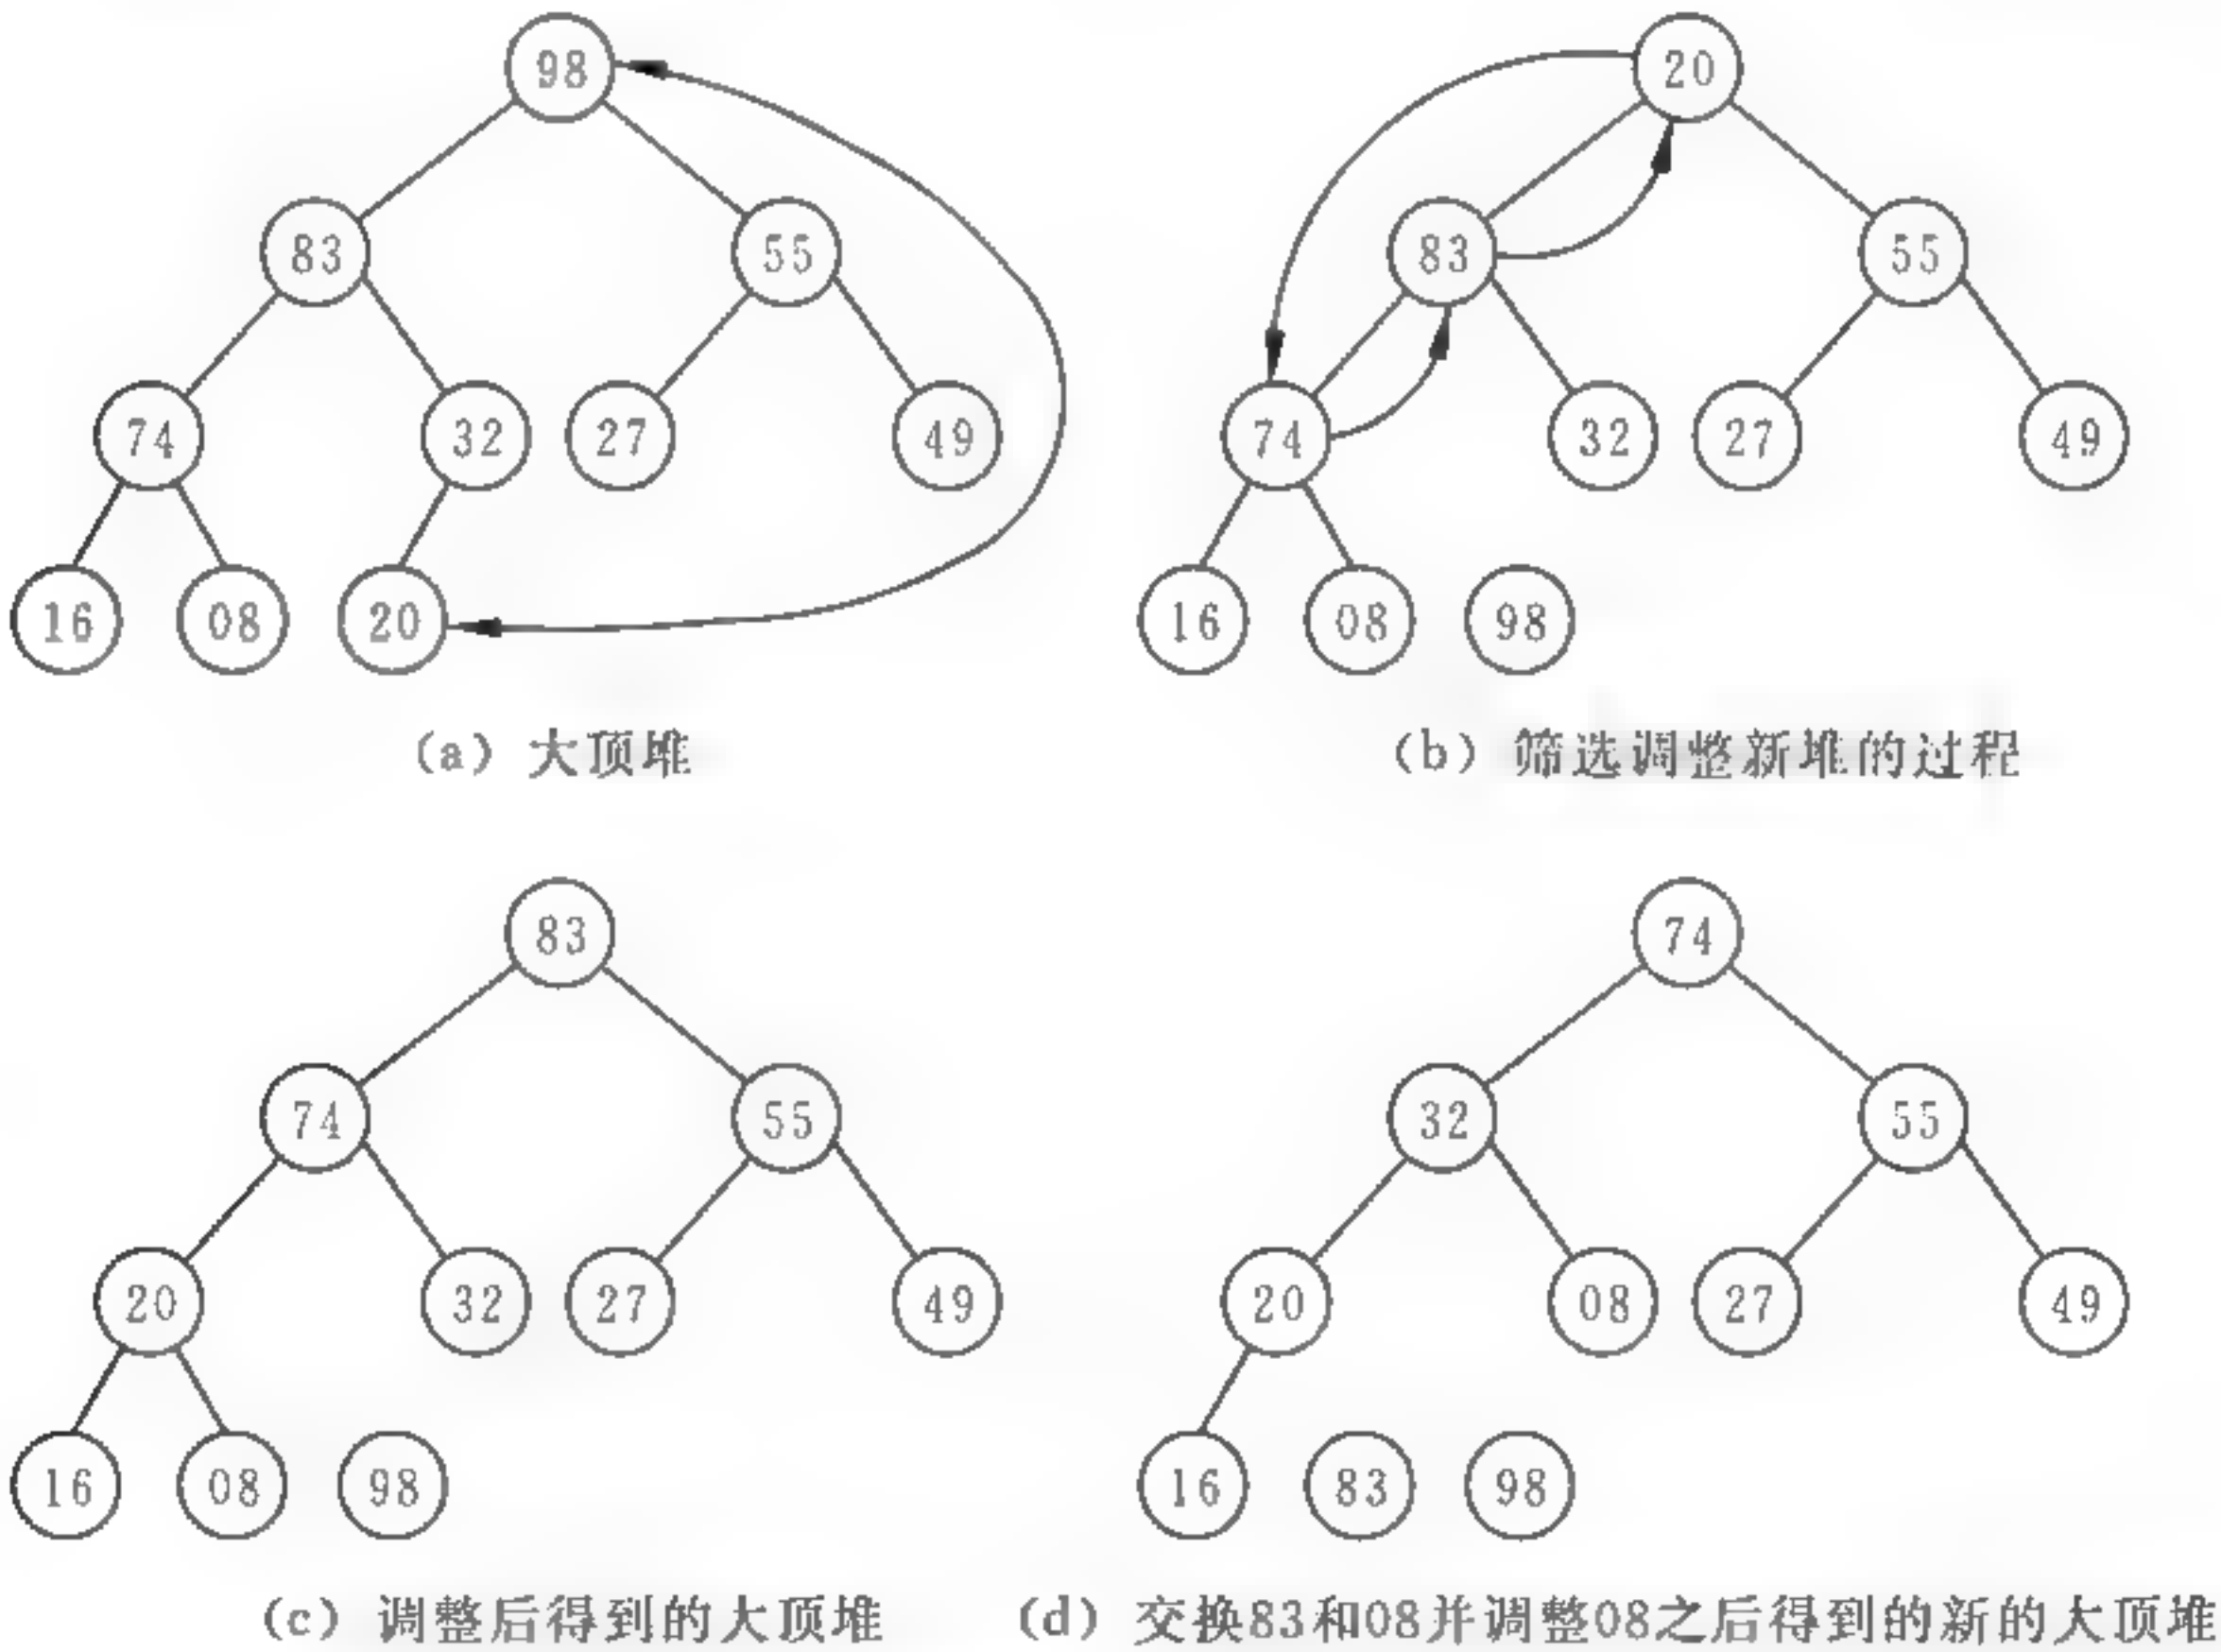 98 20
83 55 83 55
74 32 27 49 74 32 27 49
16 08 20 16 08 98
(a) 大顶堆 (b) 筛选调整新堆的过程
83 74
74 55 32 55
20 32 27 49 20 08 27 49
16 08 98 16 83 98
(c) 调整后得到的大顶堆 (d) 交换83和08并调整08之后得到的新的大顶堆